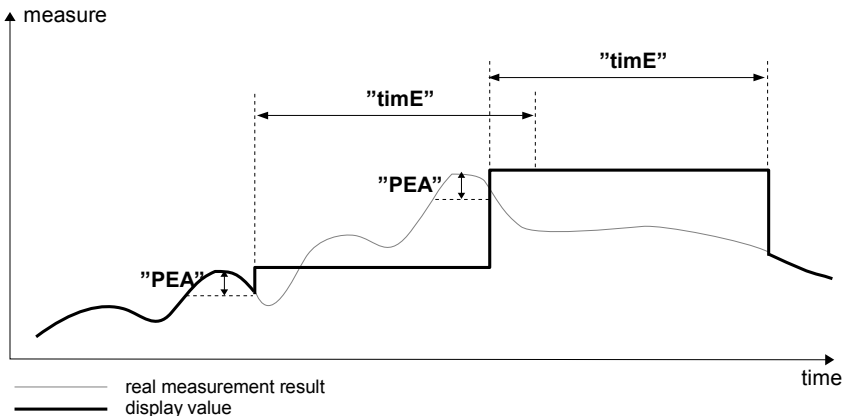 measure
”timE”
”timE”
”PEA”
”PEA”
time
real measurement result
display value